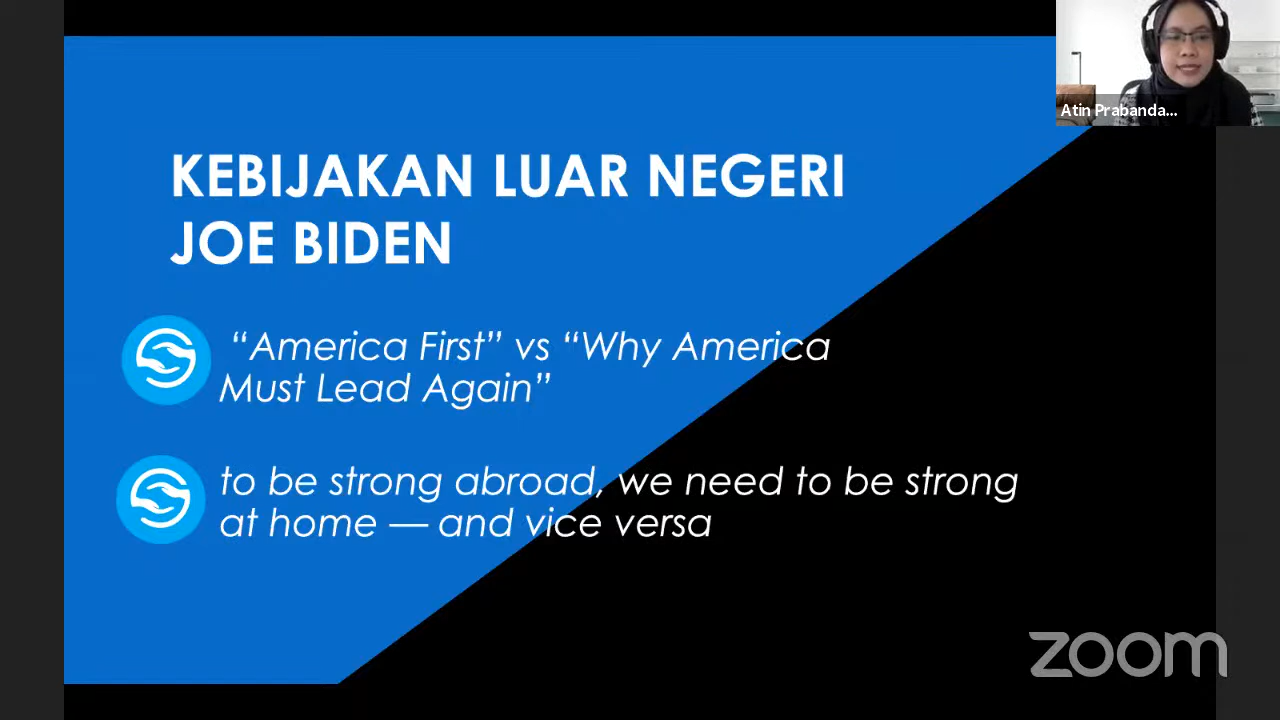 Atin Prabanda...
KEBIJAKAN LUAR NEGERI
JOE BIDEN
“America First” vs “Why America
Must Lead Again”
to be strong abroad, we need to be strong
at home — and vice versa
zoom